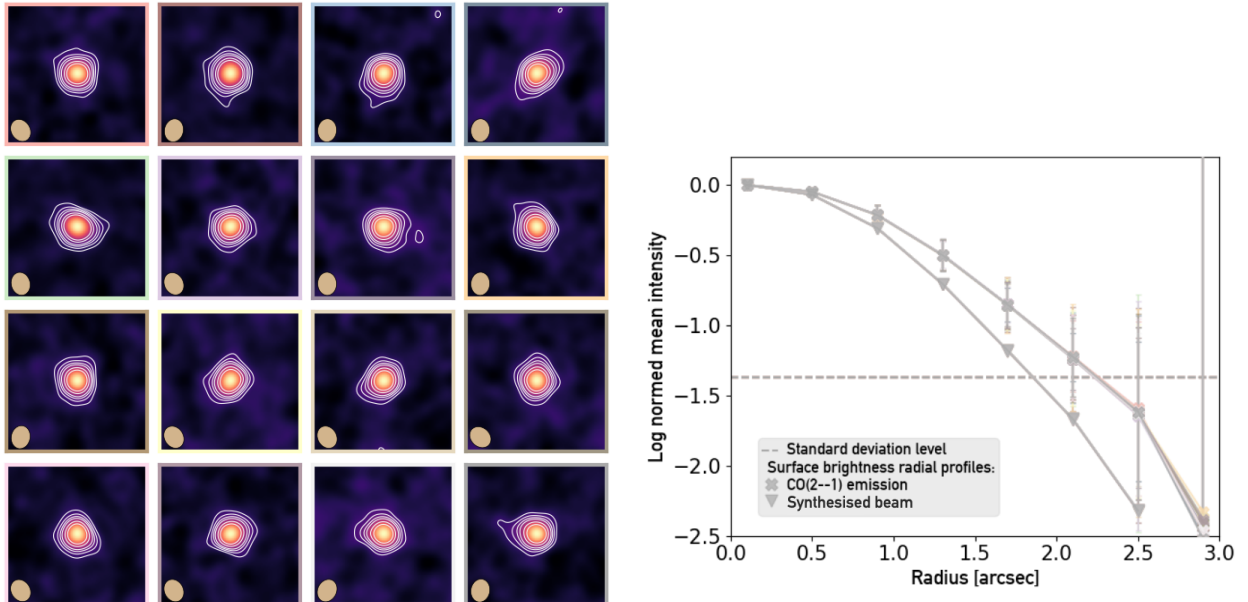 0.0
−0.5
−1.0
−1.5
−2.0
−2.5
Log normed mean intensity
Standard deviation level
Surface brightness radial profiles:
CO(2--1) emission
Synthesised beam
0.0 0.5 1.0 1.5 2.0 2.5 3.0
Radius [arcsec]